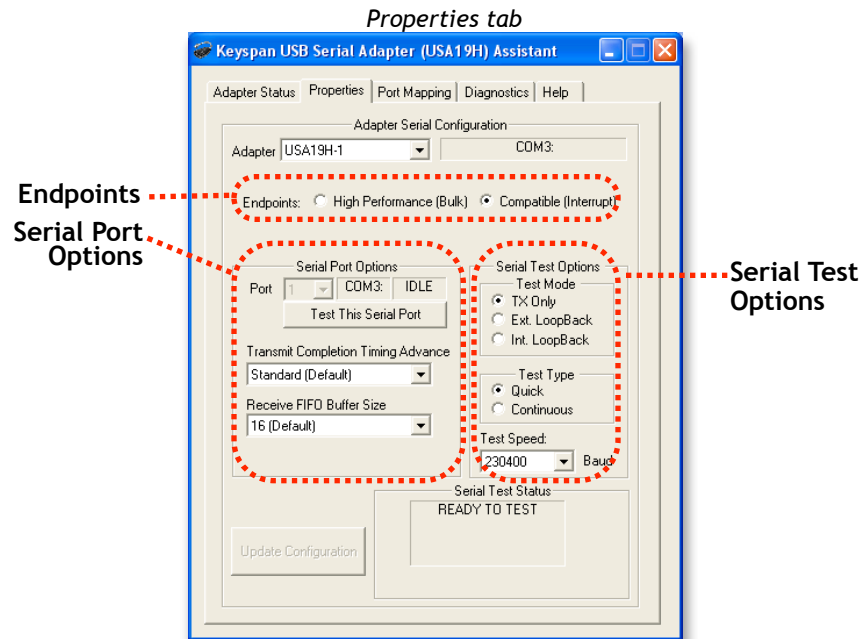 Properties tab
Keyspan USB Serial Adapter (USA19H) Assistant
Adapter Status Properties Port Mapping Diagnostics Help
Adapter Serial Configuration
Adapter USA19H-1 COM3:
Endpoints
Endpoints: High Performance (Bulk) Compatible (Interrupt)
Serial Port
Options
Serial Port Options
Port 1 COM3: IDLE
Test This Serial Port
Transmit Completion Timing Advance
Standard (Default)
Receive FIFO Buffer Size
16 (Default)
Serial Test Options
Test Mode
TX Only
Ext. LoopBack
Int. LoopBack
Test Type
Quick
Continuous
Test Speed:
230400 Baud
Serial Test
Options
Serial Test Status
READY TO TEST
Update Configuration